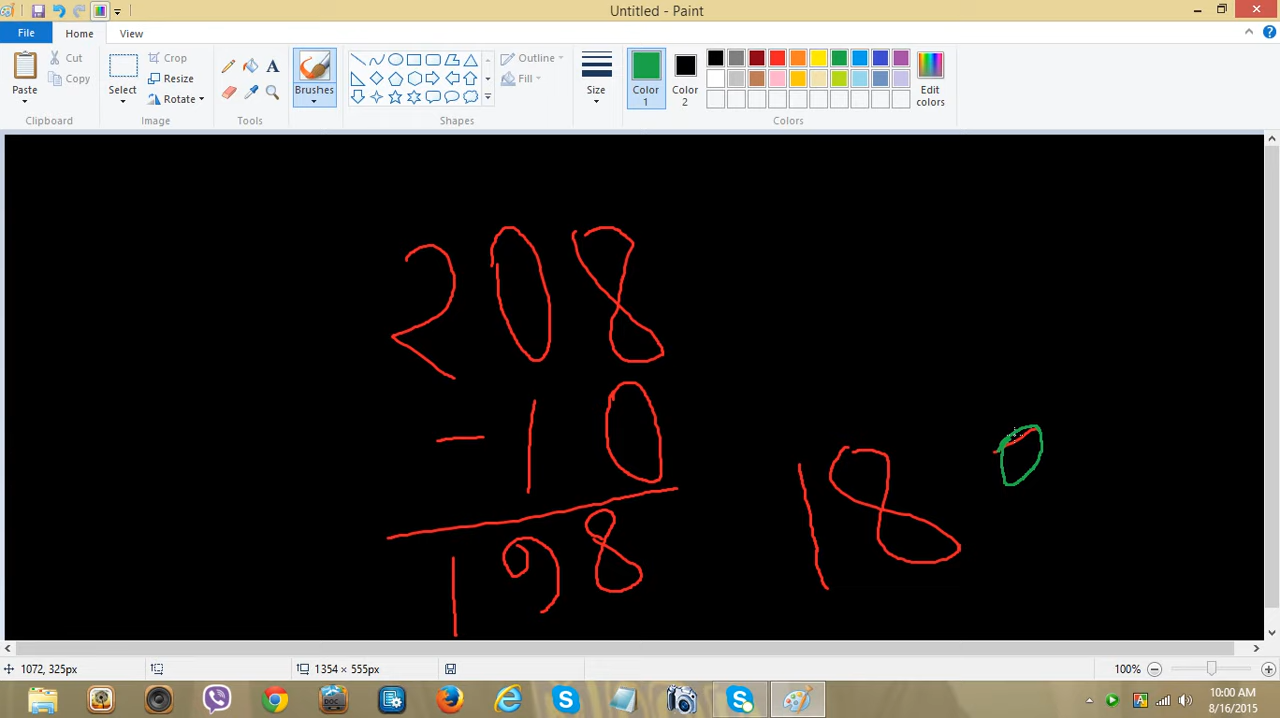 Untitled - Paint
File
Home
View
Paste
Cut
Copy
Clipboard
Select
Crop
Resize
Rotate
Image
Tools
Brushes
Shapes
Outline
Fill
Size
Color 1
Color 2
Edit colors
Colors
208
- 10
198
18
0
1072, 325px
1354 × 555px
100%
10:00 AM
8/16/2015